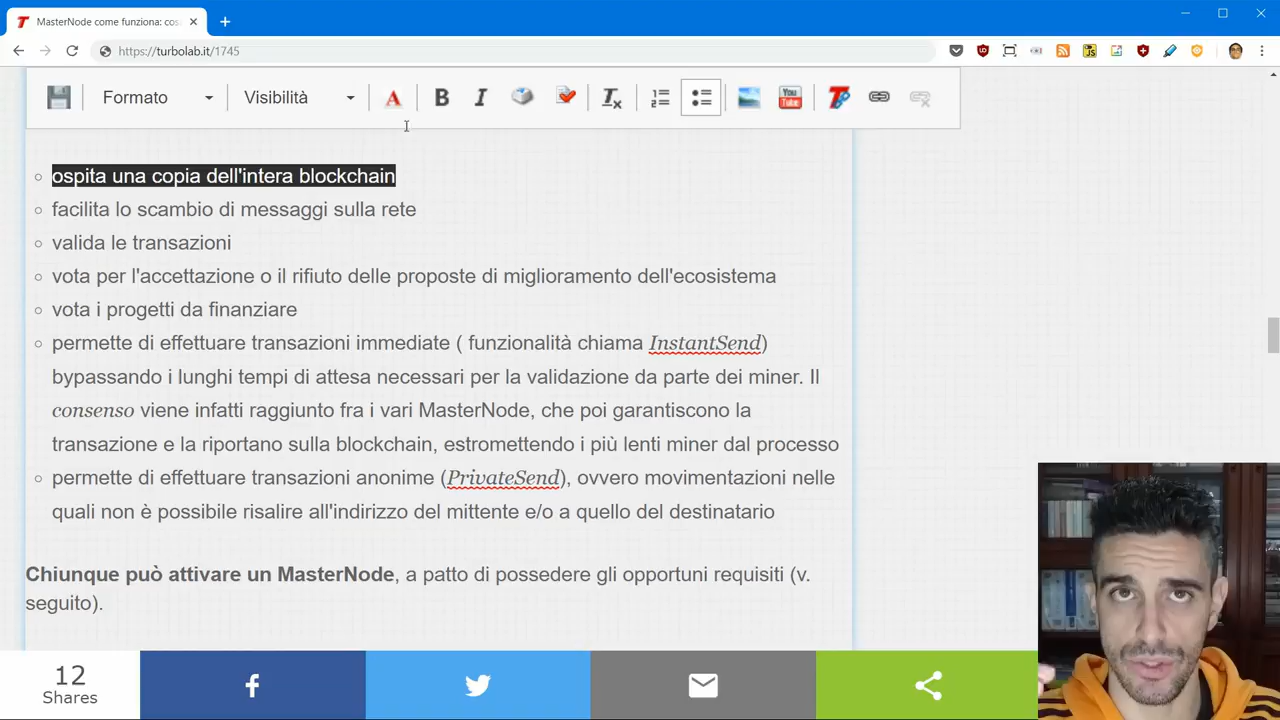 MasterNode come funziona: cos
https://turbolab.it/1745
Formato
Visibilità
A
B
I
Tx
You
Tube
JS
ospita una copia dell'intera blockchain
facilita lo scambio di messaggi sulla rete
valida le transazioni
vota per l'accettazione o il rifiuto delle proposte di miglioramento dell'ecosistema
vota i progetti da finanziare
permette di effettuare transazioni immediate ( funzionalità chiama InstantSend)
bypassando i lunghi tempi di attesa necessari per la validazione da parte dei miner. Il
consenso viene infatti raggiunto fra i vari MasterNode, che poi garantiscono la
transazione e la riportano sulla blockchain, estromettendo i più lenti miner dal processo
permette di effettuare transazioni anonime (PrivateSend), ovvero movimentazioni nelle
quali non è possibile risalire all'indirizzo del mittente e/o a quello del destinatario
Chiunque può attivare un MasterNode, a patto di possedere gli opportuni requisiti (v.
seguito).
12
Shares